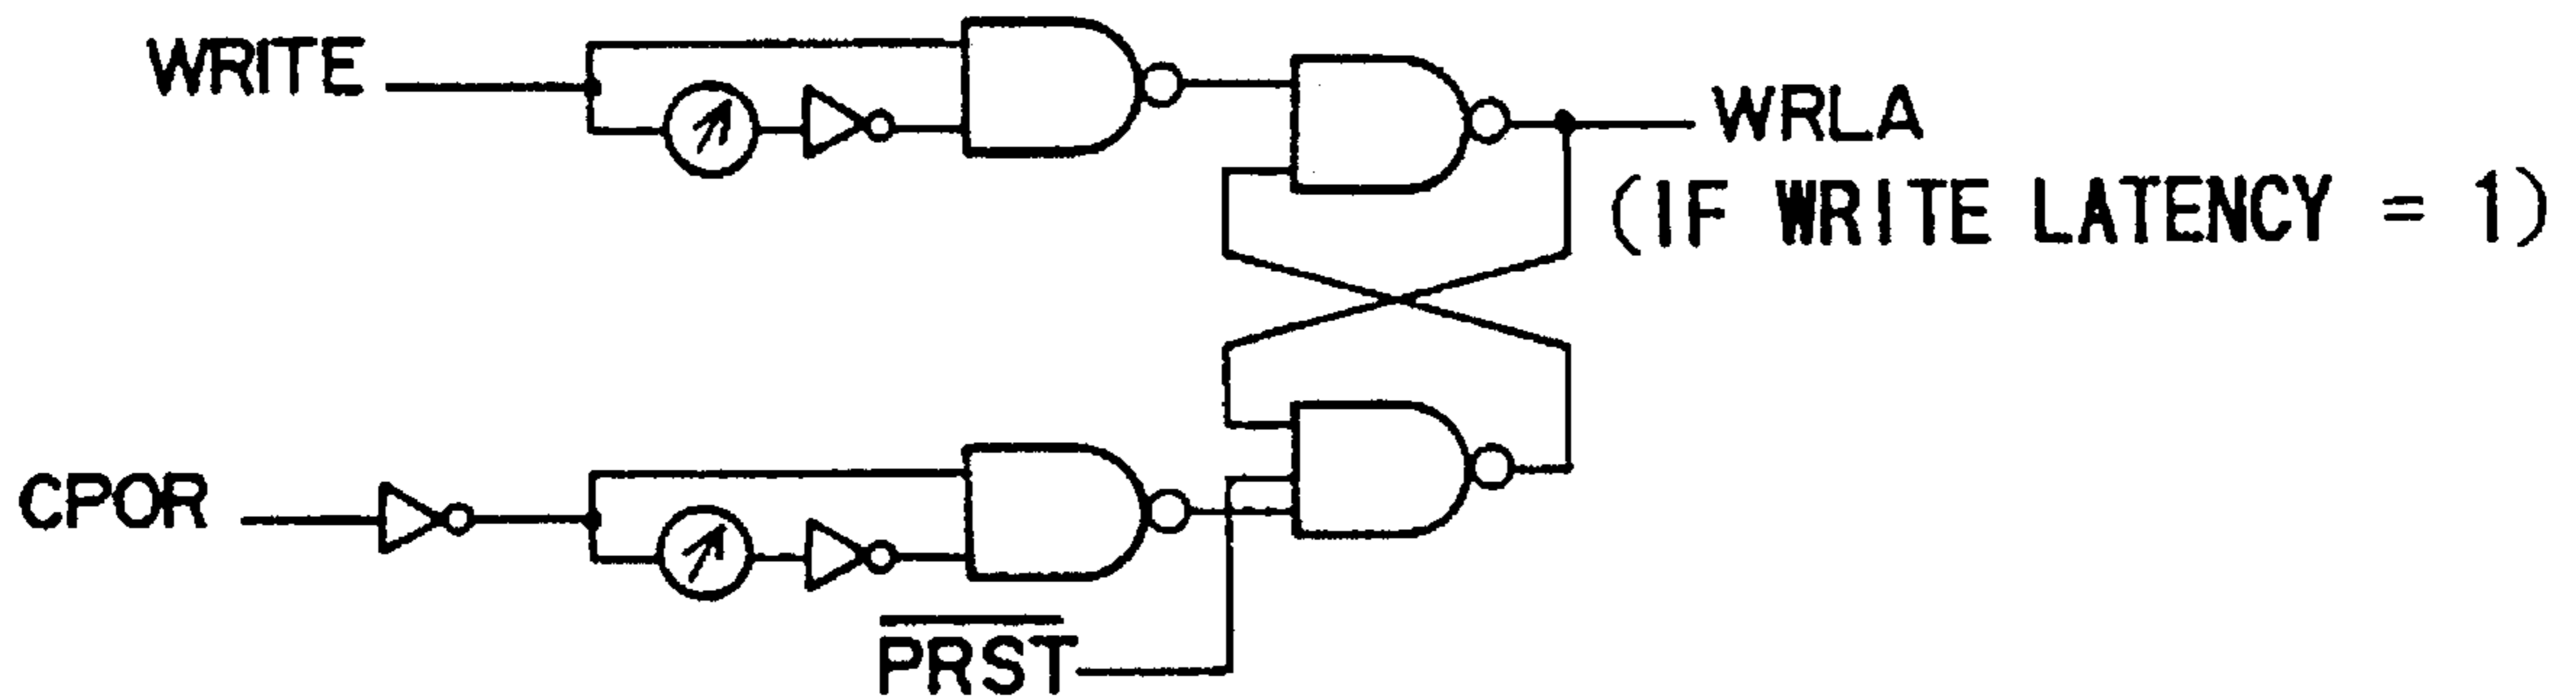 WRITE
WRLA
(IF WRITE LATENCY = 1)
CPOR
PRST